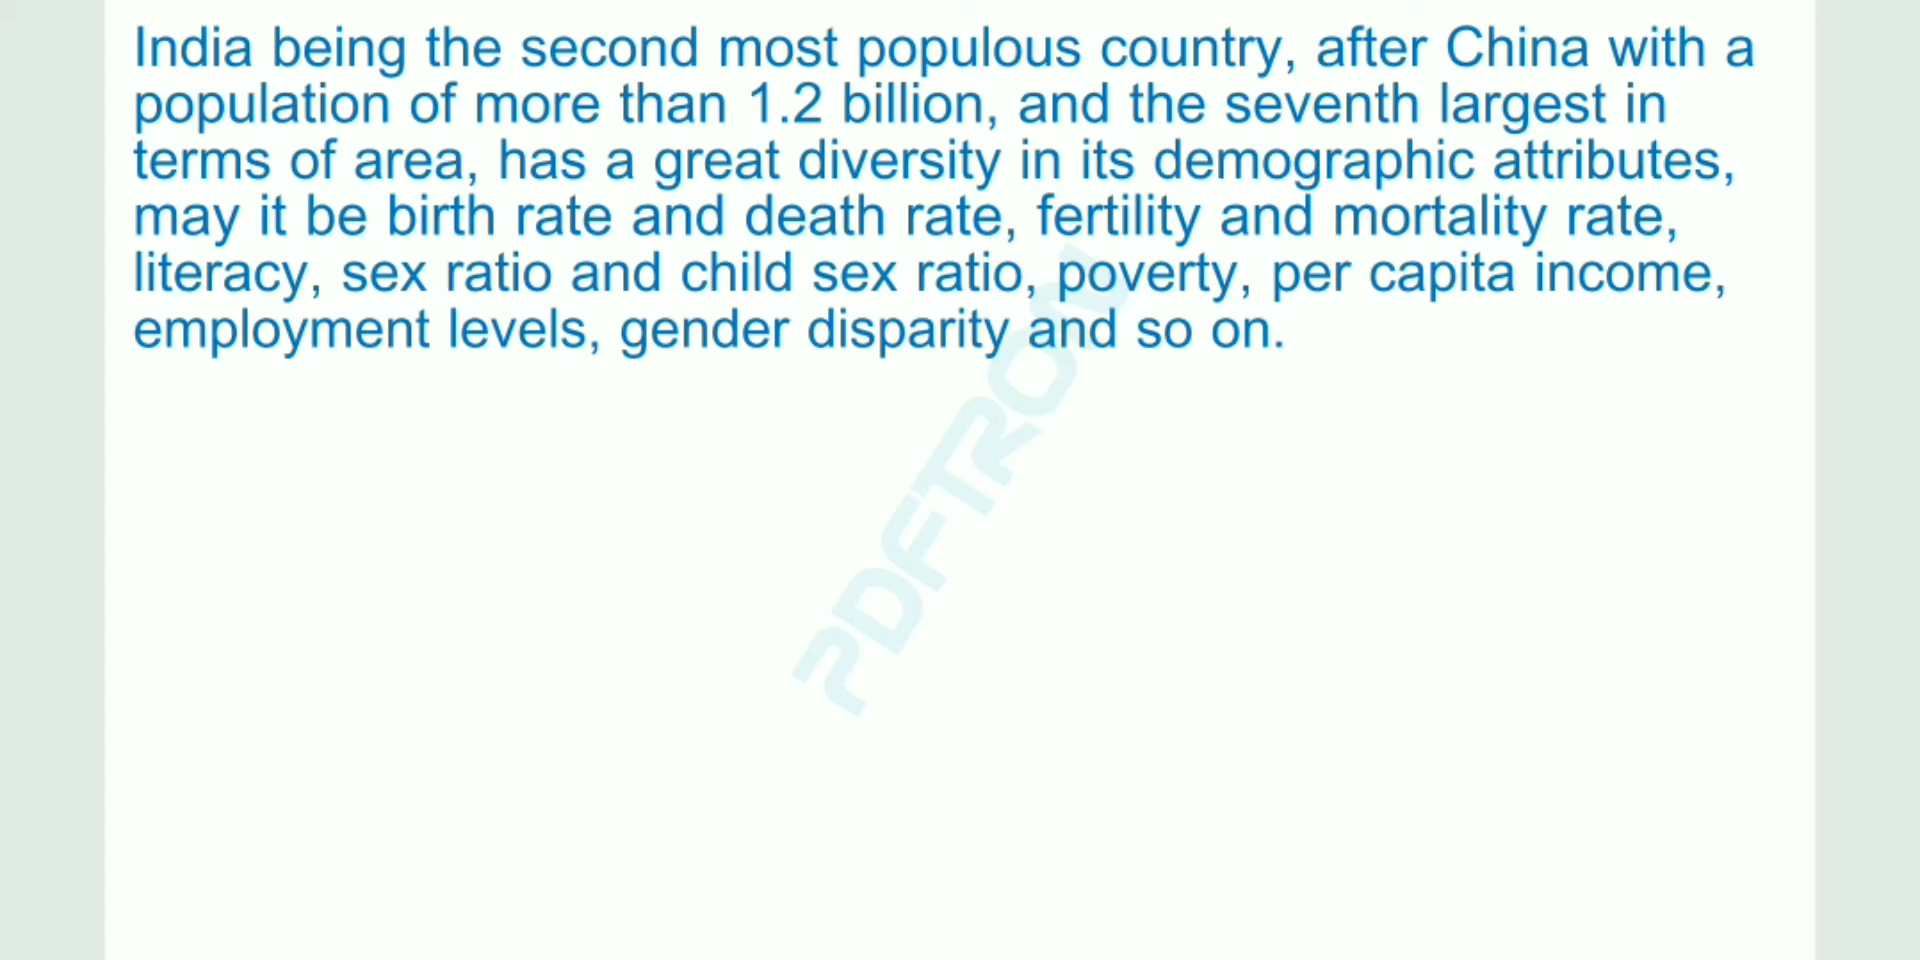 India being the second most populous country, after China with a
population of more than 1.2 billion, and the seventh largest in
terms of area, has a great diversity in its demographic attributes,
may it be birth rate and death rate, fertility and mortality rate,
literacy, sex ratio and child sex ratio, poverty, per capita income,
employment levels, gender disparity and so on.
PDFTRON